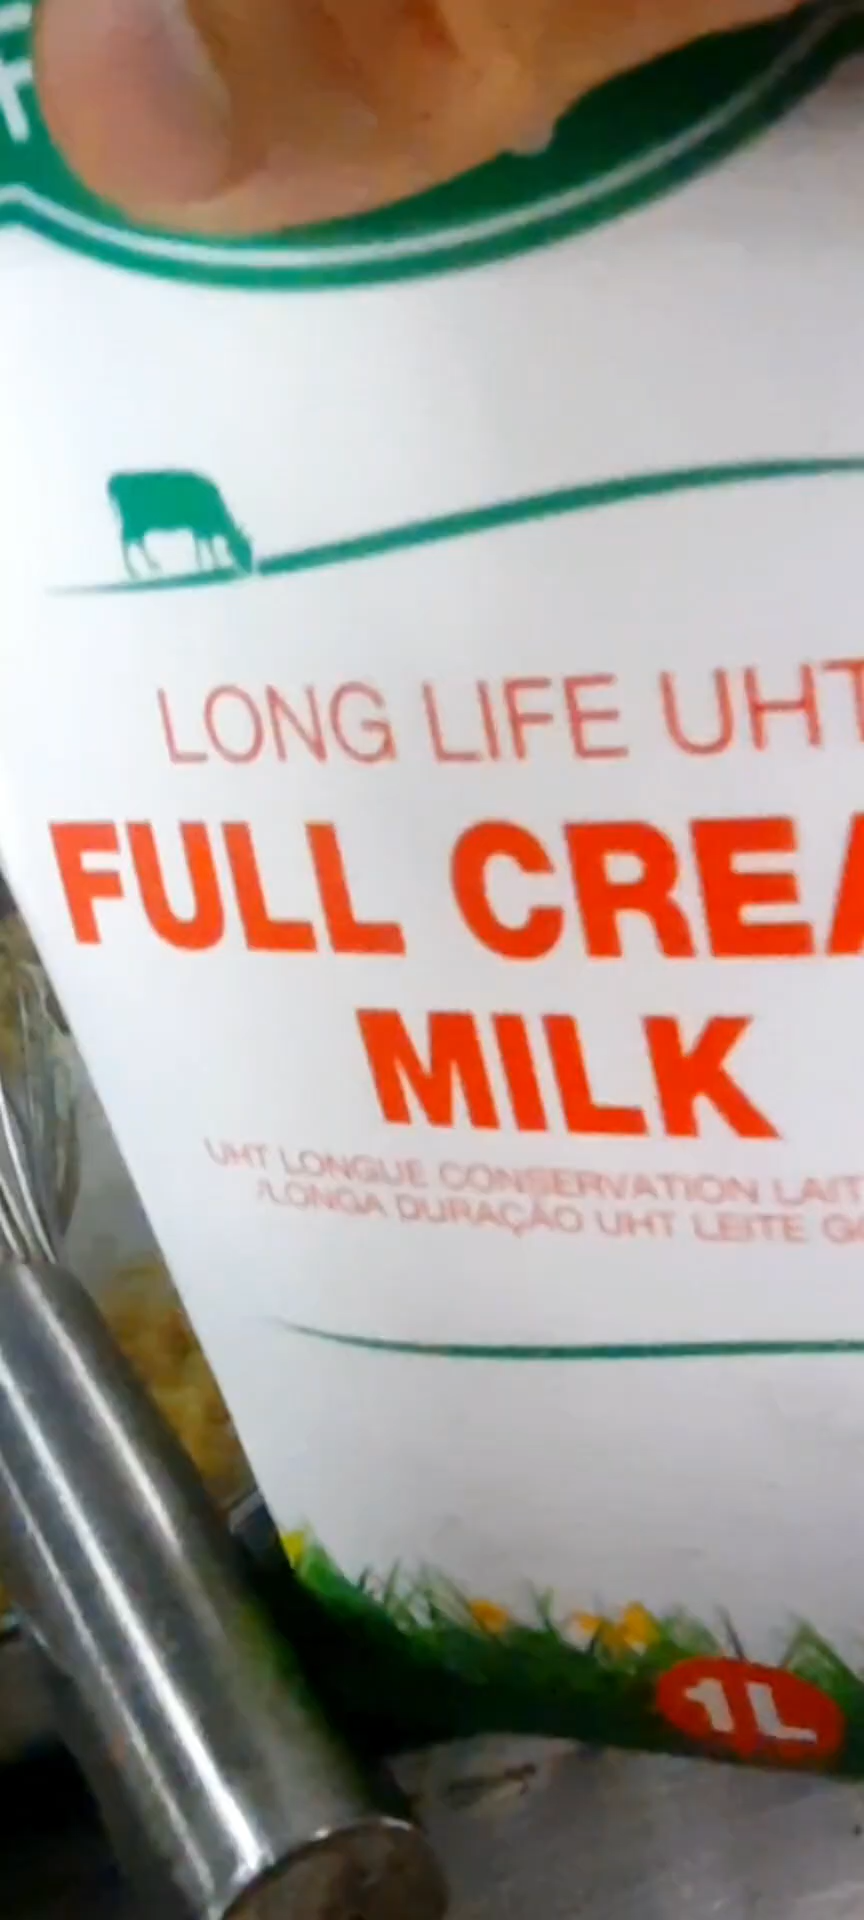 LONG LIFE UHT
FULL CREA
MILK
UHT LONGUE CONSERVATION LAIT
/LONGA DURAÇÃO UHT LEITE
1L